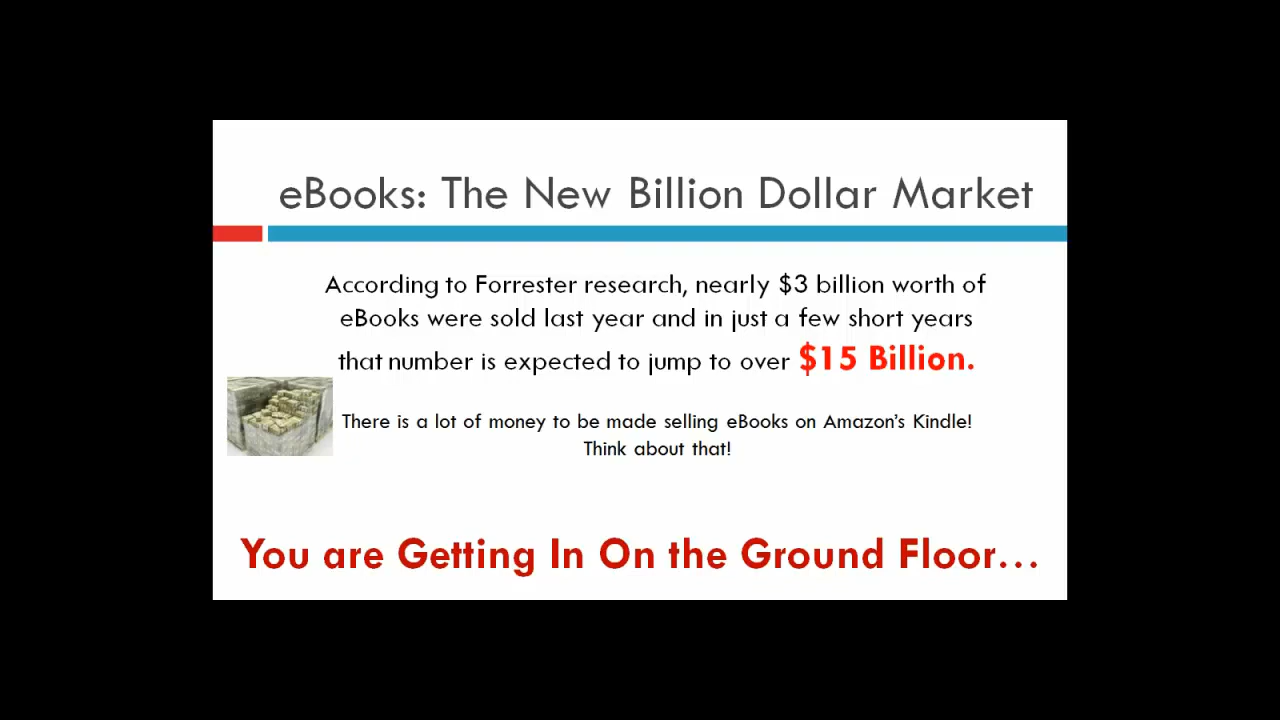 eBooks: The New Billion Dollar Market
According to Forrester research, nearly $3 billion worth of
eBooks were sold last year and in just a few short years
that number is expected to jump to over $15 Billion.
There is a lot of money to be made selling eBooks on Amazon's Kindle!
Think about that!
You are Getting In On the Ground Floor...